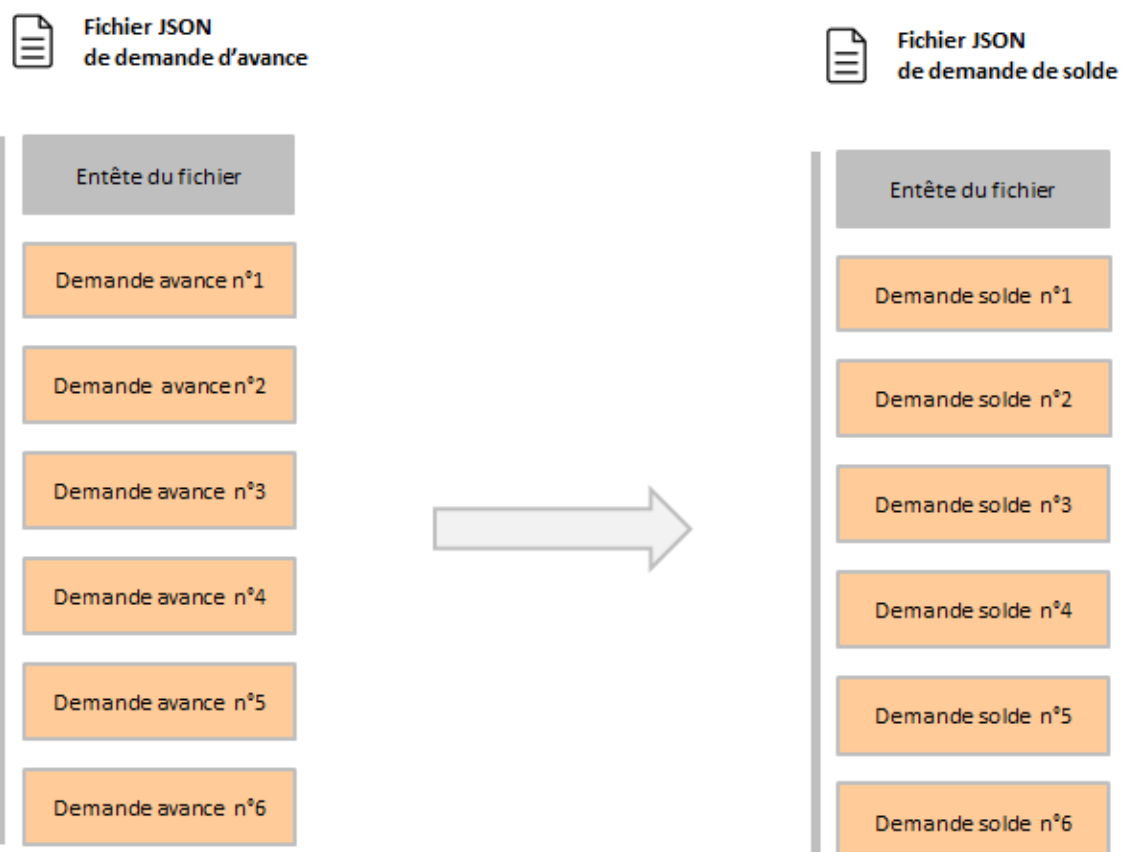 Fichier JSON
de demande d'avance
Entête du fichier
Demande avance n°1
Demande avance n°2
Demande avance n°3
Demande avance n°4
Demande avance n°5
Demande avance n°6
Fichier JSON
de demande de solde
Entête du fichier
Demande solde n°1
Demande solde n°2
Demande solde n°3
Demande solde n°4
Demande solde n°5
Demande solde n°6